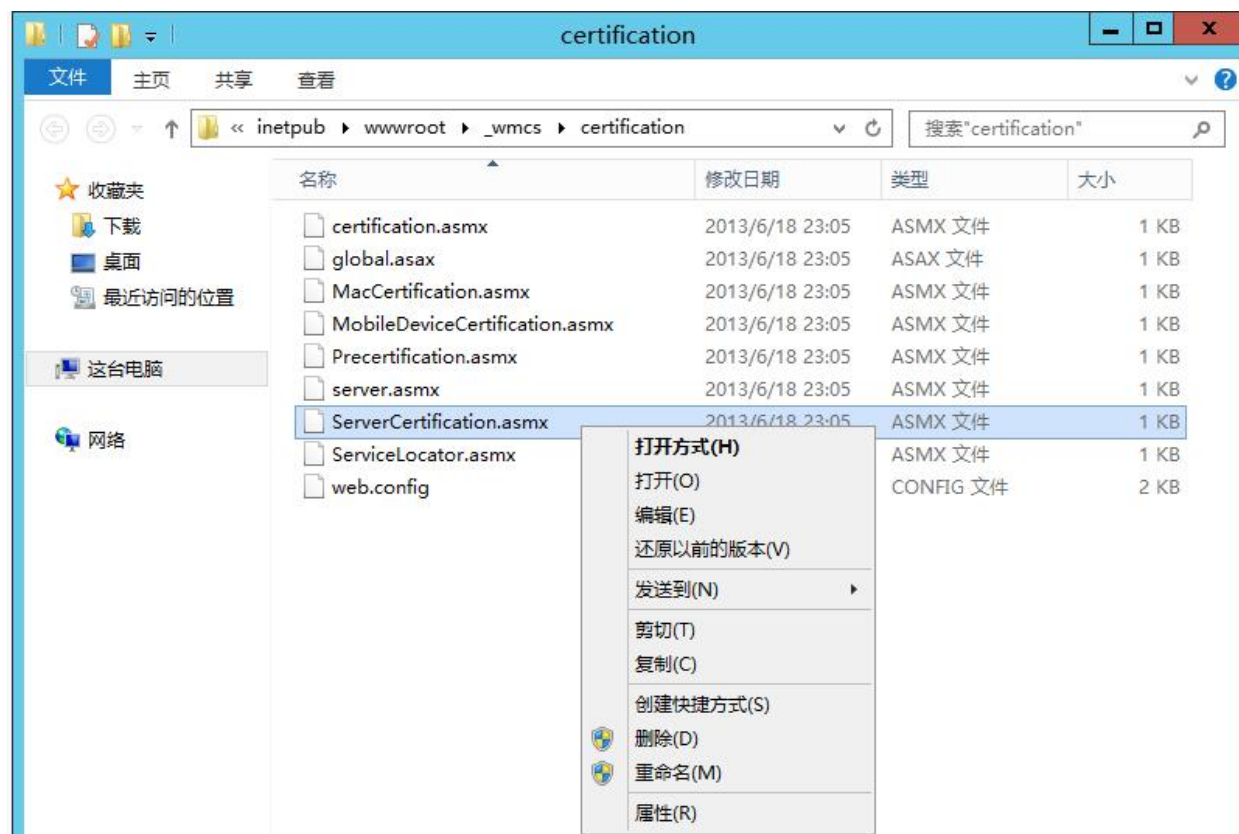 certification
文件 主页 共享 查看
« inetpub wwwroot _wmcs certification 搜索"certification"
收藏夹
下载
桌面
最近访问的位置
这台电脑
网络
名称 修改日期 类型 大小
certification.asmx 2013/6/18 23:05 ASMX 文件 1 KB
global.asax 2013/6/18 23:05 ASAX 文件 1 KB
MacCertification.asmx 2013/6/18 23:05 ASMX 文件 1 KB
MobileDeviceCertification.asmx 2013/6/18 23:05 ASMX 文件 1 KB
Precertification.asmx 2013/6/18 23:05 ASMX 文件 1 KB
server.asmx 2013/6/18 23:05 ASMX 文件 1 KB
ServerCertification.asmx 2013/6/18 23:05 ASMX 文件 1 KB
ServiceLocator.asmx ASMX 文件 1 KB
web.config CONFIG 文件 2 KB
打开方式(H)
打开(O)
编辑(E)
还原以前的版本(V)
发送到(N)
剪切(T)
复制(C)
创建快捷方式(S)
删除(D)
重命名(M)
属性(R)